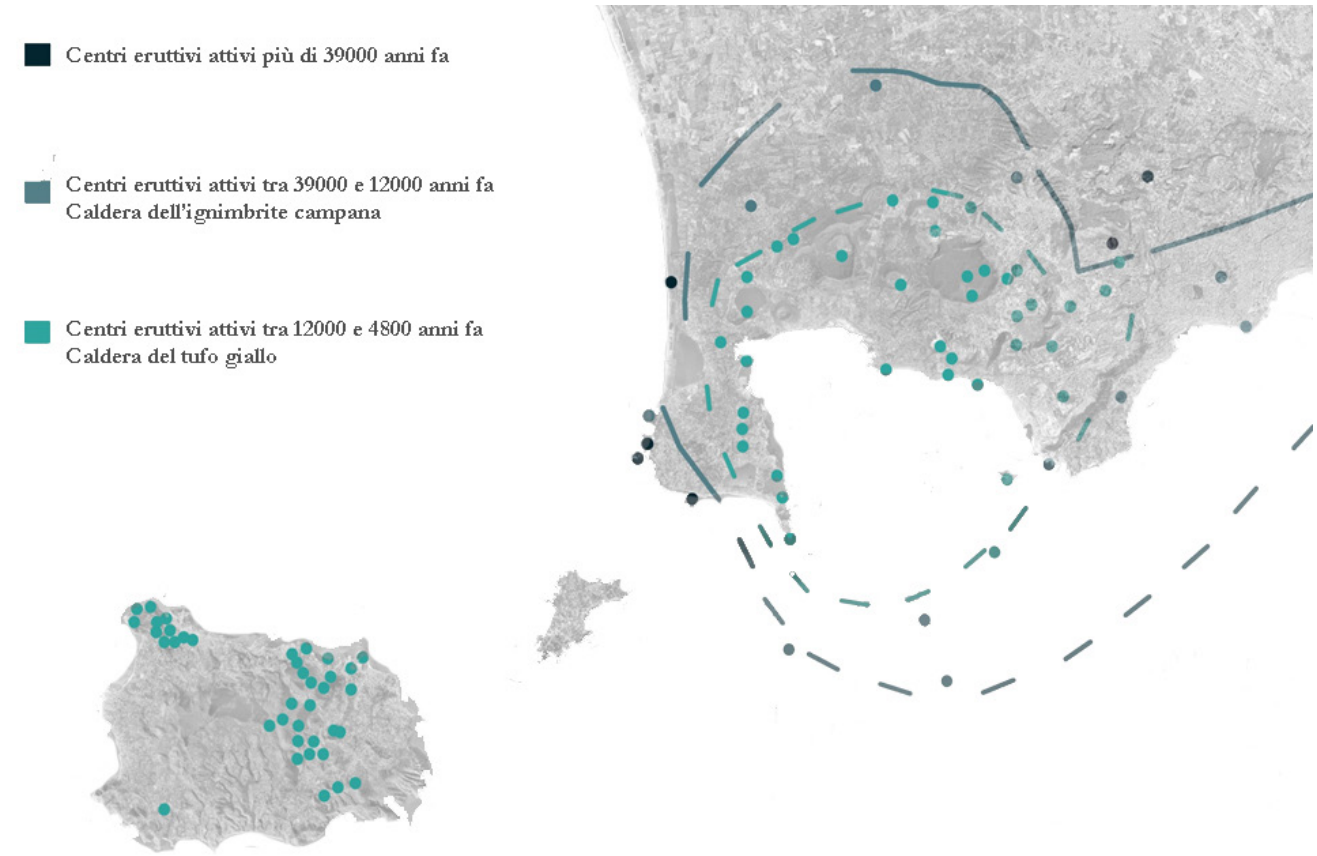 Centri eruttivi attivi più di 39000 anni fa
Centri eruttivi attivi tra 39000 e 12000 anni fa
Caldera dell'ignimbrite campana
Centri eruttivi attivi tra 12000 e 4800 anni fa
Caldera del tufo giallo